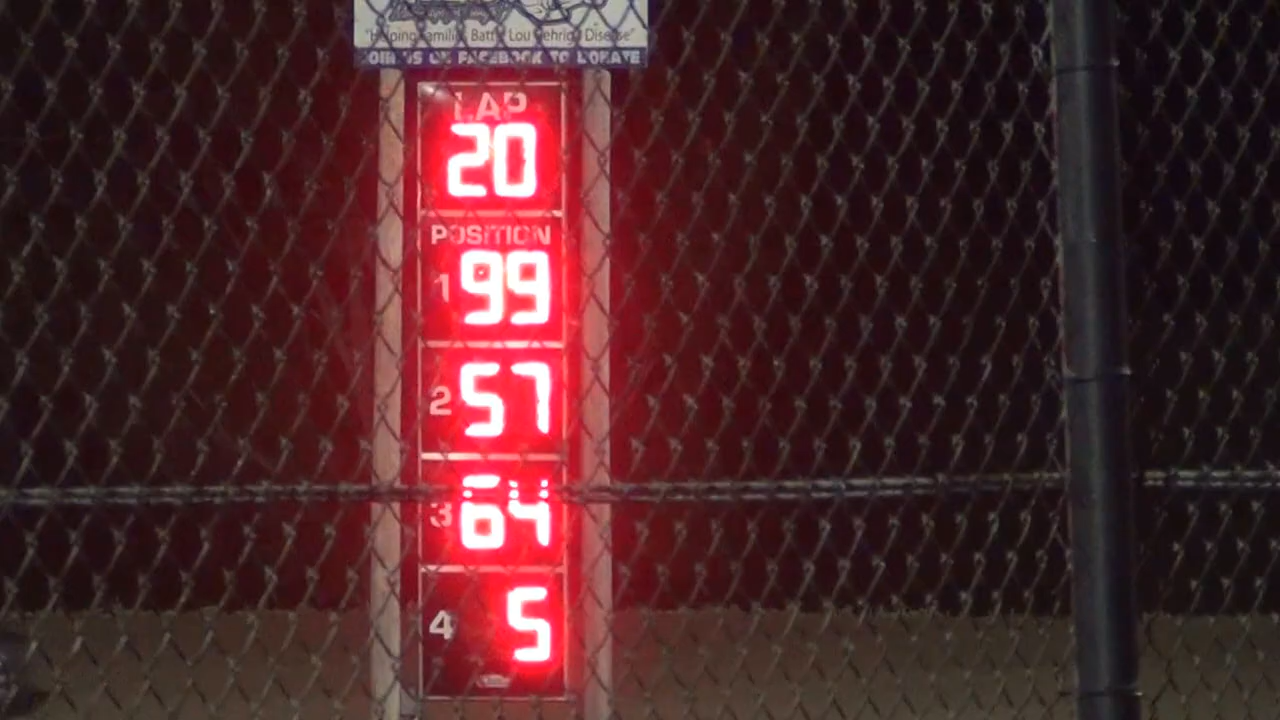 "Helping Families Battle Lou Gehrig Disease"
JOIN US ON FACEBOOK TO DONATE
LAP
20
POSITION
1 99
2 57
3 64
4 5